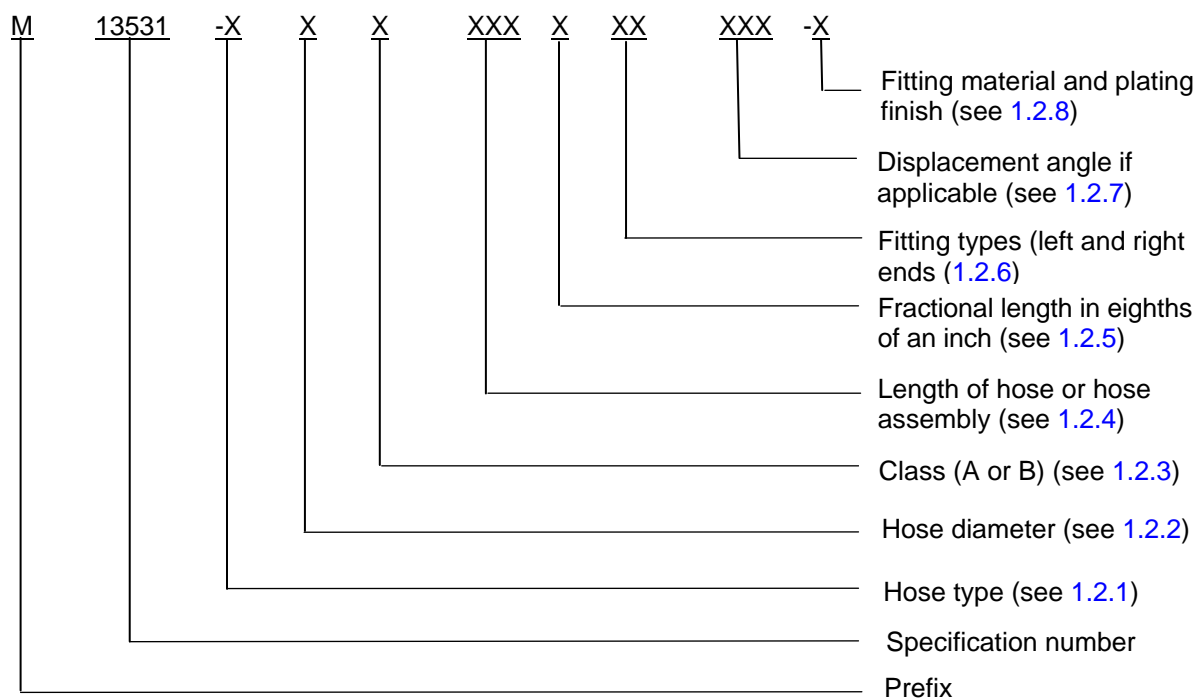 M 13531 -X X X XXX X XX XXX -X
Fitting material and plating
finish (see 1.2.8)
Displacement angle if
applicable (see 1.2.7)
Fitting types (left and right
ends (1.2.6)
Fractional length in eighths
of an inch (see 1.2.5)
Length of hose or hose
assembly (see 1.2.4)
Class (A or B) (see 1.2.3)
Hose diameter (see 1.2.2)
Hose type (see 1.2.1)
Specification number
Prefix